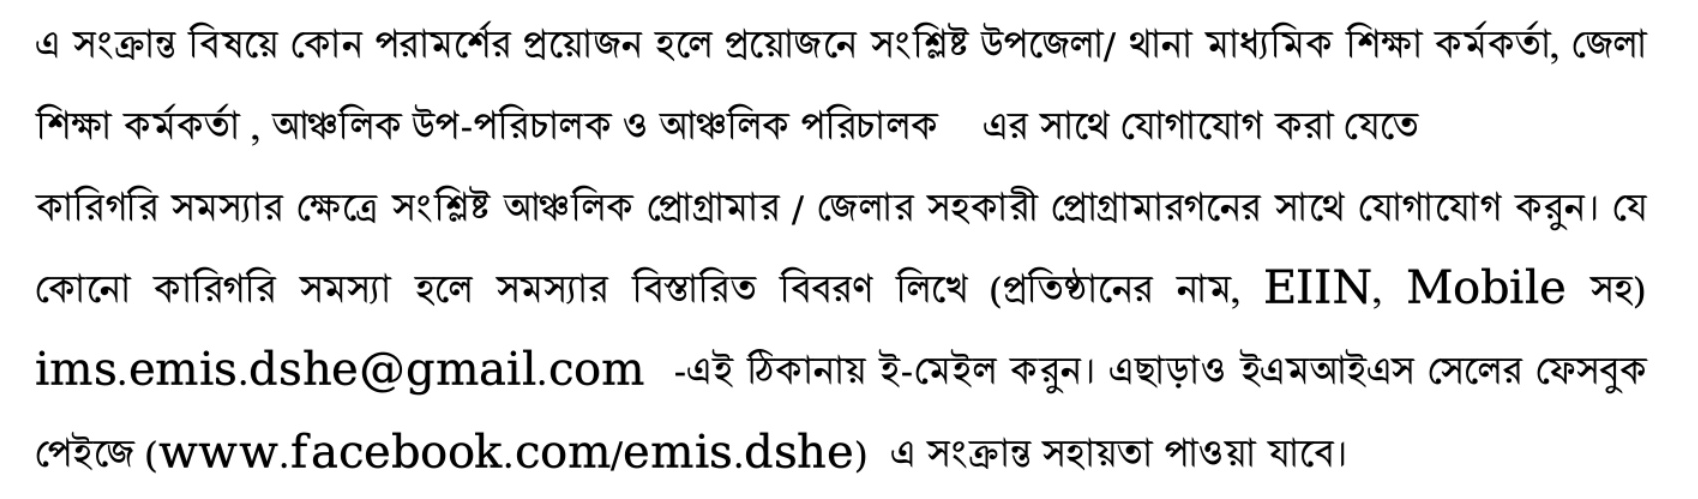 এ সংক্রান্ত বিষয়ে কোন পরামর্শের প্রয়োজন হলে প্রয়োজনে সংশ্লিষ্ট উপজেলা/ থানা মাধ্যমিক শিক্ষা কর্মকর্তা, জেলা
শিক্ষা কর্মকর্তা , আঞ্চলিক উপ-পরিচালক ও আঞ্চলিক পরিচালক এর সাথে যোগাযোগ করা যেতে
কারিগরি সমস্যার ক্ষেত্রে সংশ্লিষ্ট আঞ্চলিক প্রোগ্রামার / জেলার সহকারী প্রোগ্রামারগনের সাথে যোগাযোগ করুন। যে
কোনো কারিগরি সমস্যা হলে সমস্যার বিস্তারিত বিবরণ লিখে (প্রতিষ্ঠানের নাম, EIIN, Mobile সহ)
ims.emis.dshe@gmail.com -এই ঠিকানায় ই-মেইল করুন। এছাড়াও ইএমআইএস সেলের ফেসবুক
পেইজে (www.facebook.com/emis.dshe) এ সংক্রান্ত সহায়তা পাওয়া যাবে।